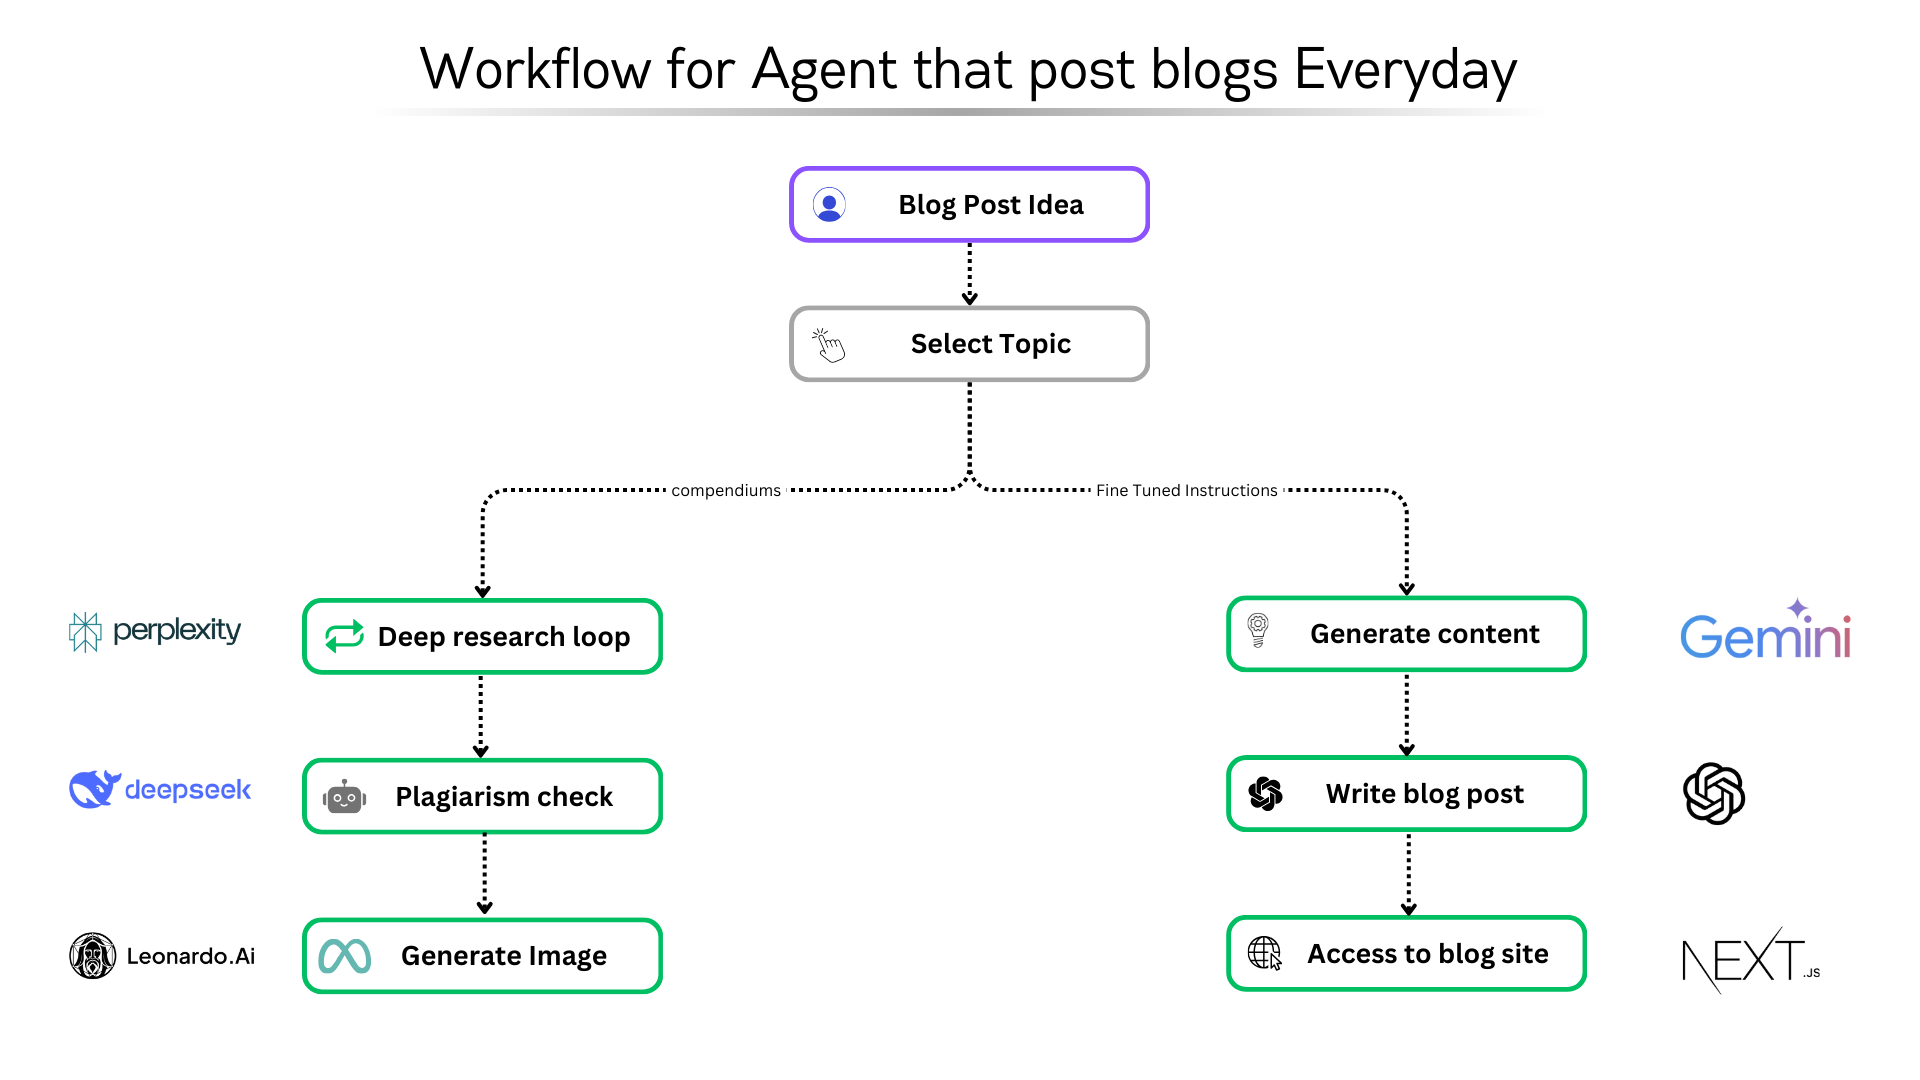 Workflow for Agent that post blogs Everyday
Blog Post Idea
Select Topic
compendiums
Fine Tuned Instructions
perplexity
Deep research loop
Generate content
Gemini
deepseek
Plagiarism check
Write blog post
Leonardo.Ai
Generate Image
Access to blog site
NEXT.JS